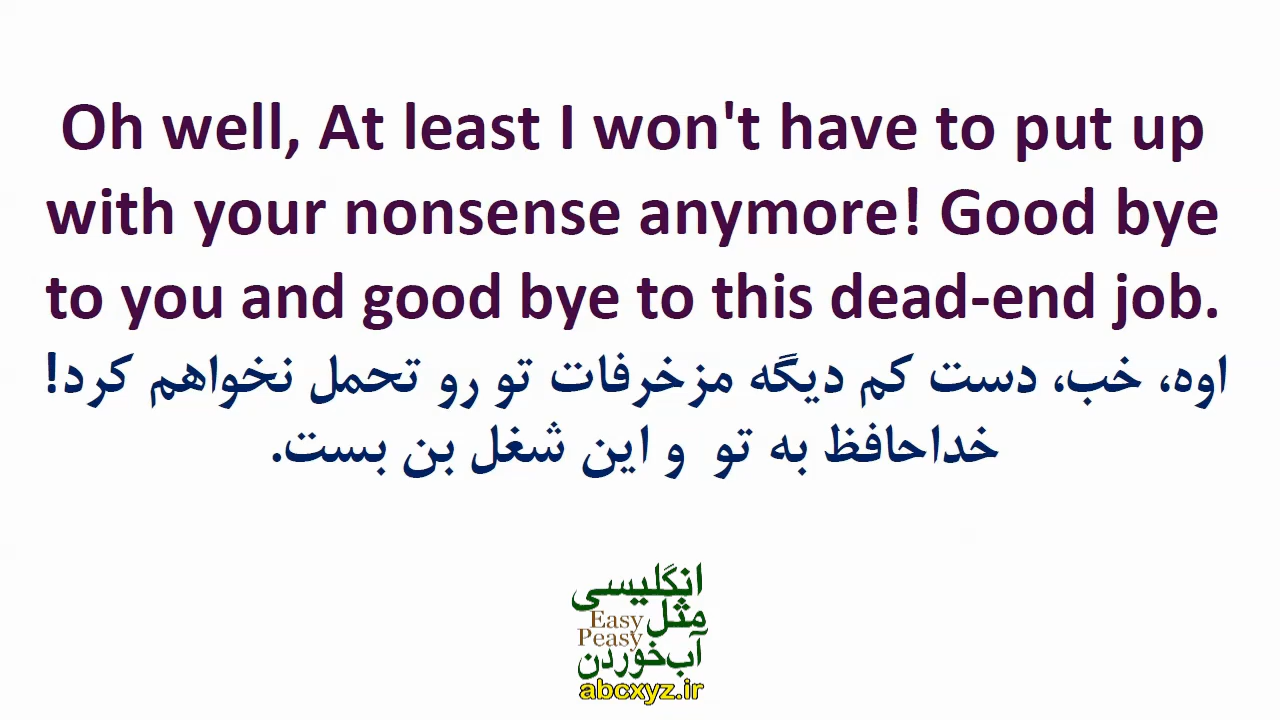 Oh well, At least I won't have to put up
with your nonsense anymore! Good bye
to you and good bye to this dead-end job.
اوه، خب، دست کم دیگه مزخرفات تو رو تحمل نخواهم کرد!
خداحافظ به تو و این شغل بن بست.
انگلیسی
مثل
Easy
Peasy
آب‌خوردن
abcxyz.ir